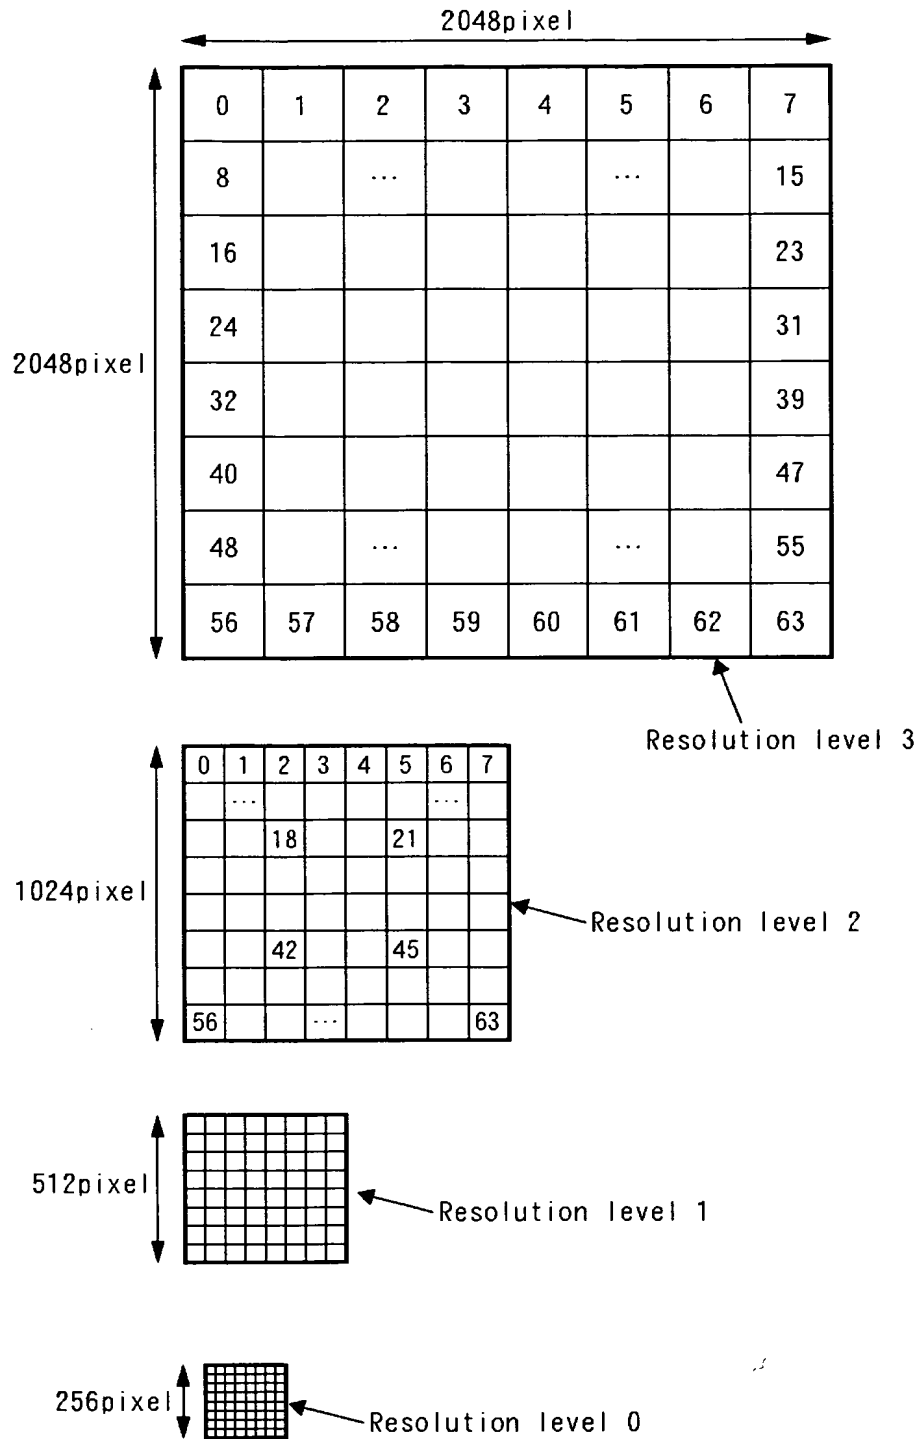 2048pixel
0 1 2 3 4 5 6 7
8 ... ... 15
16 23
24 31
2048pixel
32 39
40 47
48 ... ... 55
56 57 58 59 60 61 62 63
Resolution level 3
0 1 2 3 4 5 6 7
... ...
18 21
1024pixel
Resolution level 2
42 45
56 ... 63
512pixel
Resolution level 1
256pixel
Resolution level 0